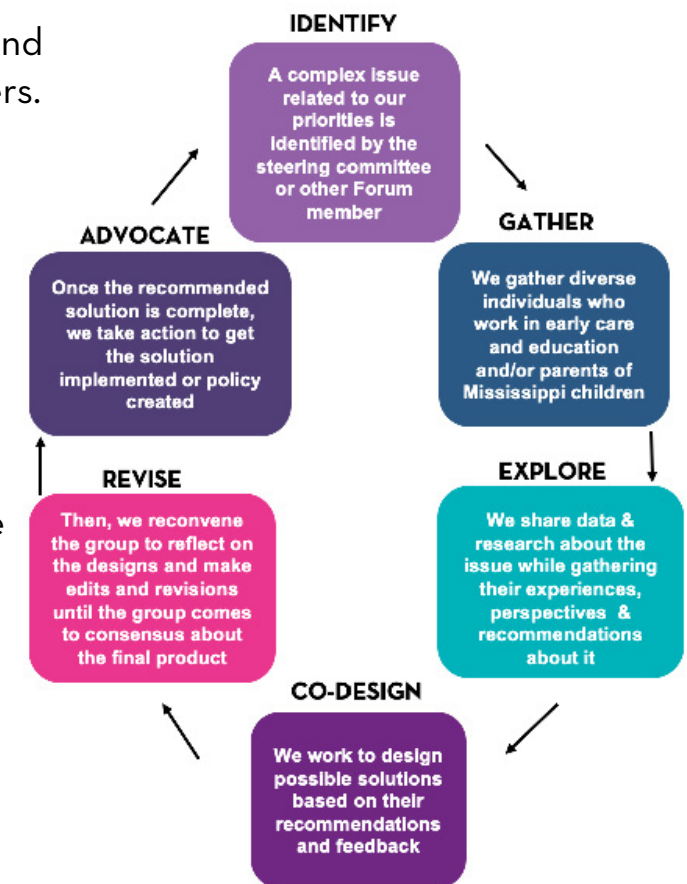 nd
ers.
e
IDENTIFY
A complex issue
related to our
priorities is
identified by the
steering committee
or other Forum
member
GATHER
We gather diverse
individuals who
work in early care
and education
and/or parents of
Mississippi children
EXPLORE
We share data &
research about the
issue while gathering
their experiences,
perspectives &
recommendations
about it
CO-DESIGN
We work to design
possible solutions
based on their
recommendations
and feedback
REVISE
Then, we reconvene
the group to reflect on
the designs and make
edits and revisions
until the group comes
to consensus about
the final product
ADVOCATE
Once the recommended
solution is complete,
we take action to get
the solution
implemented or policy
created